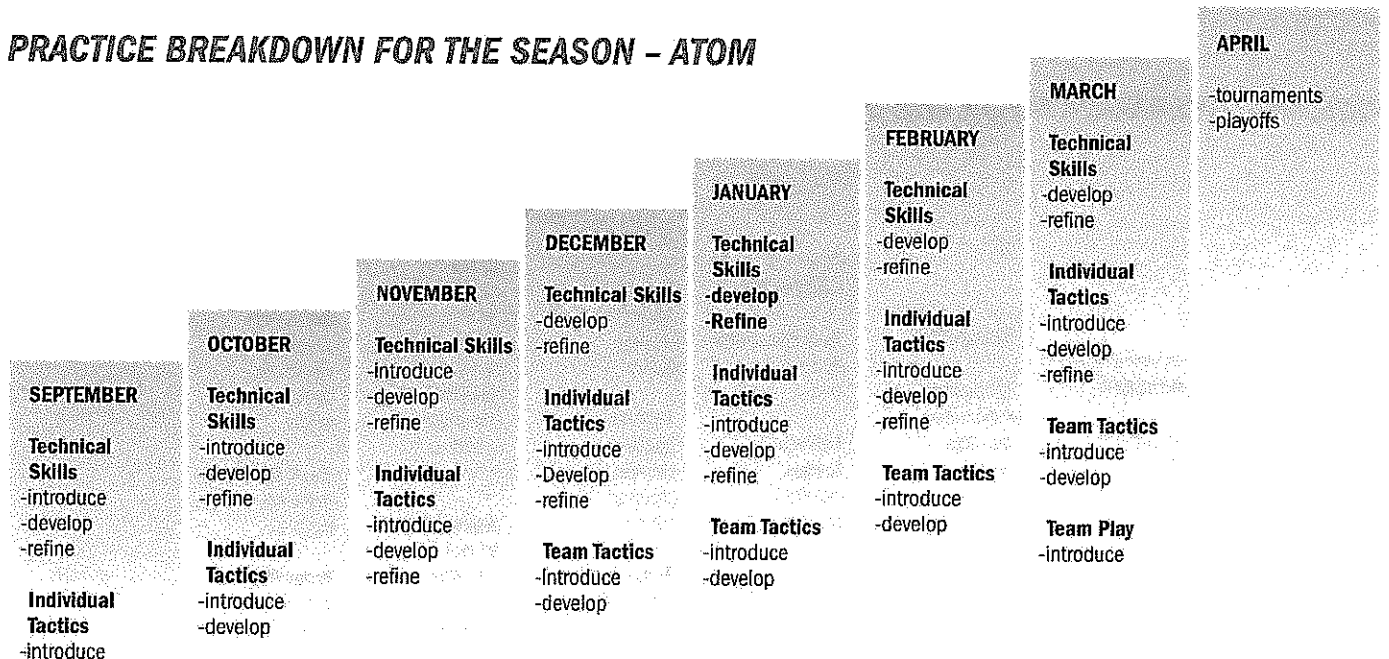 PRACTICE BREAKDOWN FOR THE SEASON – ATOM
SEPTEMBER
Technical
Skills
-introduce
-develop
-refine
Individual
Tactics
-introduce
OCTOBER
Technical
Skills
-introduce
-develop
-refine
Individual
Tactics
-introduce
-develop
NOVEMBER
Technical Skills
-introduce
-develop
-refine
Individual
Tactics
-introduce
-develop
-refine
DECEMBER
Technical Skills
-develop
-refine
Individual
Tactics
-introduce
-Develop
-refine
Team Tactics
-Introduce
-develop
JANUARY
Technical
Skills
-develop
-Refine
Individual
Tactics
-introduce
-develop
-refine
Team Tactics
-introduce
-develop
FEBRUARY
Technical
Skills
-develop
-refine
Individual
Tactics
-introduce
-develop
-refine
Team Tactics
-introduce
-develop
MARCH
Technical
Skills
-develop
-refine
Individual
Tactics
-introduce
-develop
-refine
Team Tactics
-introduce
-develop
Team Play
-introduce
APRIL
-tournaments
-playoffs